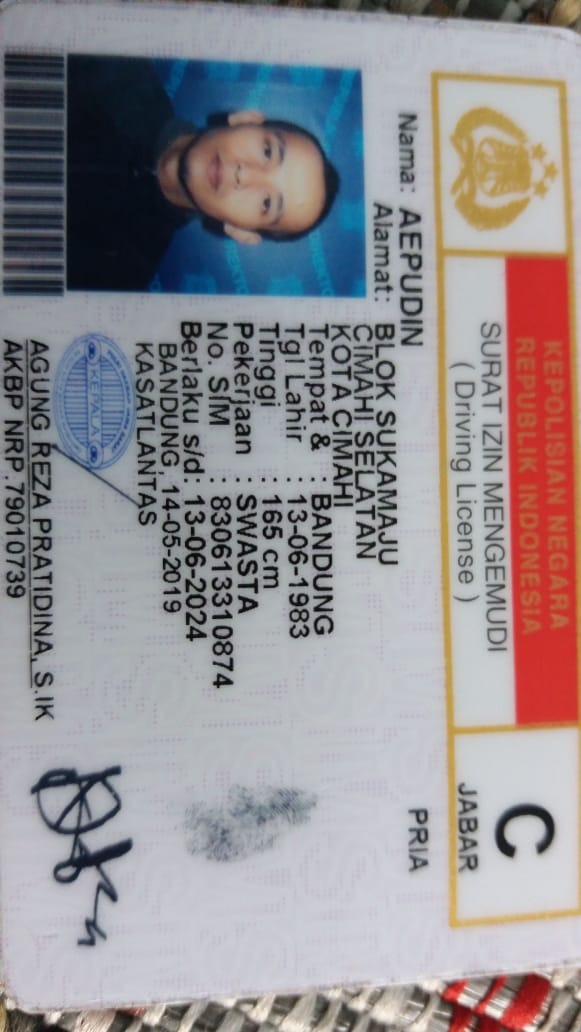 KEPOLISIAN NEGARA
REPUBLIK INDONESIA
SURAT IZIN MENGEMUDI
( Driving License )
C
JABAR
Nama: AEPUDIN
PRIA
Alamat: BLOK SUKAMAJU
CIMAHI SELATAN
KOTA CIMAHI
Tempat & : BANDUNG
Tgl Lahir : 13-06-1983
Tinggi : 165 cm
Pekerjaan : SWASTA
No. SIM : 830613310874
Berlaku s/d: 13-06-2024
BANDUNG, 14-05-2019
KASATLANTAS
KEPALA
AGUNG REZA PRATIDINA, S.IK
AKBP NRP.79010739